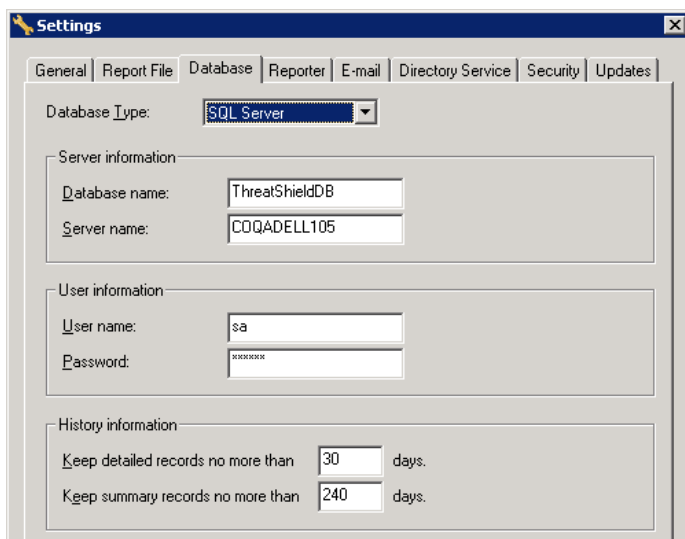 Settings
General Report File Database Reporter E-mail Directory Service Security Updates
Database Type: SQL Server
Server information
Database name: ThreatShieldDB
Server name: COQADELL105
User information
User name: sa
Password: ******
History information
Keep detailed records no more than 30 days.
Keep summary records no more than 240 days.